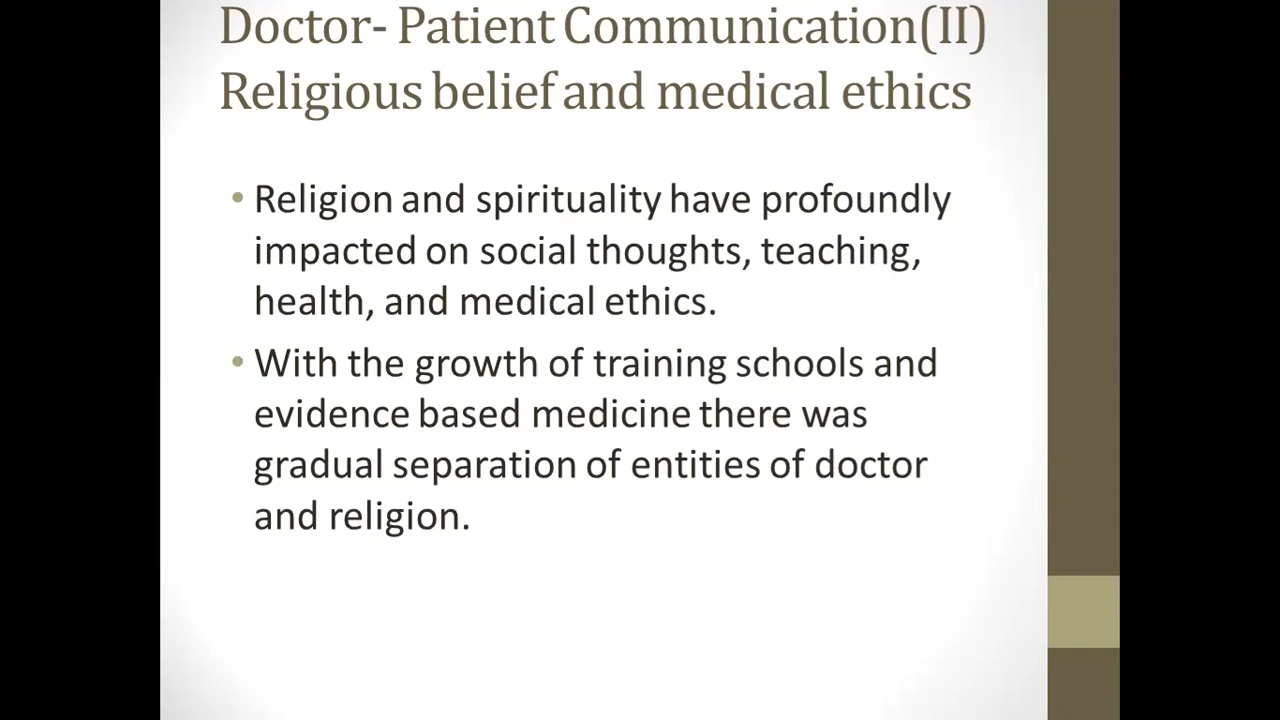 Doctor- Patient Communication(II)
Religious belief and medical ethics
• Religion and spirituality have profoundly
impacted on social thoughts, teaching,
health, and medical ethics.
• With the growth of training schools and
evidence based medicine there was
gradual separation of entities of doctor
and religion.